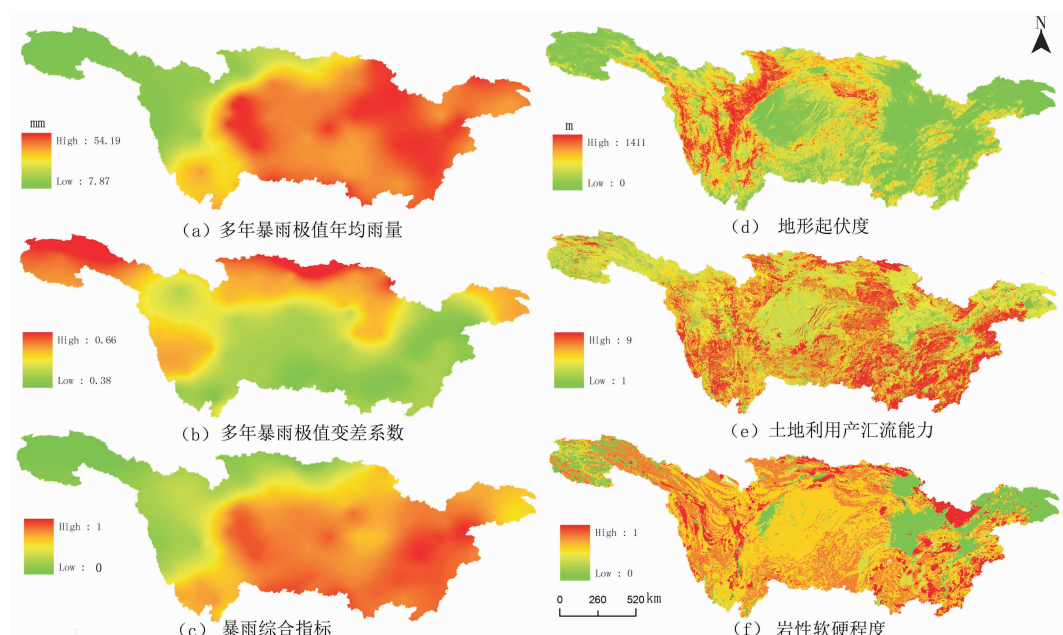 N
mm
High : 54.19
Low : 7.87
(a) 多年暴雨极值年均雨量
m
High : 1411
Low : 0
(d) 地形起伏度
High : 0.66
Low : 0.38
(b) 多年暴雨极值变差系数
High : 9
Low : 1
(e) 土地利用产汇流能力
High : 1
Low : 0
(c) 暴雨综合指标
High : 1
Low : 0
0 260 520 km
(f) 岩性软硬程度